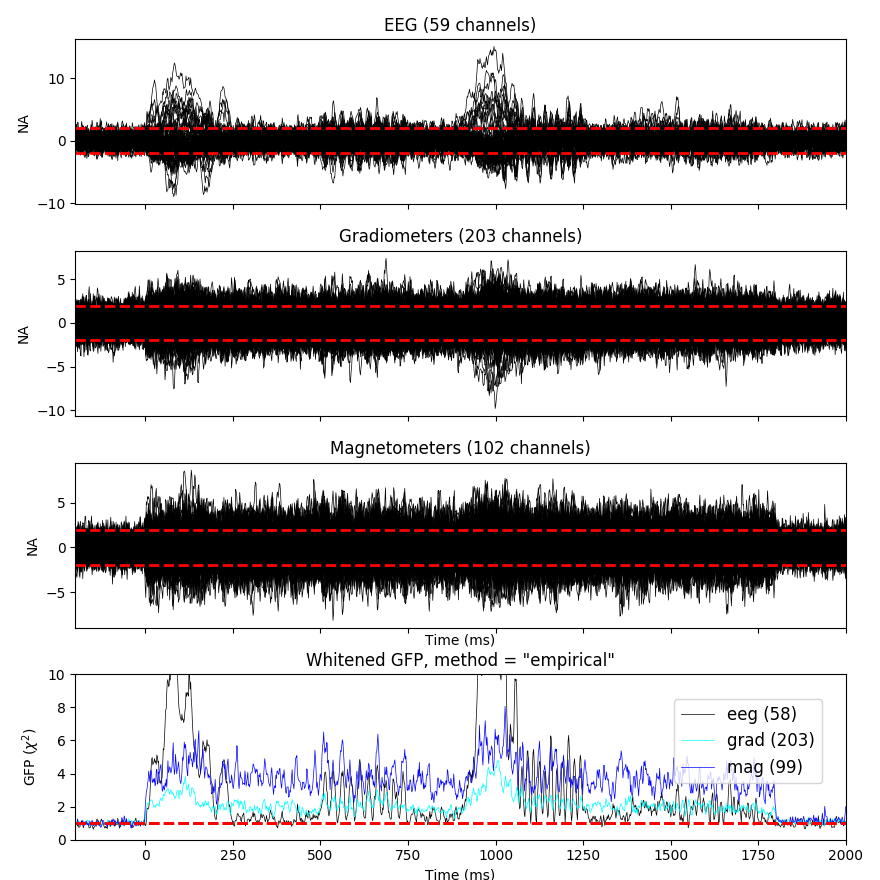 EEG (59 channels)
10
0
−10
NA
Gradiometers (203 channels)
5
0
−5
−10
NA
Magnetometers (102 channels)
5
0
−5
NA
Time (ms)
Whitened GFP, method = "empirical"
10
8
6
4
2
0
GFP (χ²)
eeg (58)
grad (203)
mag (99)
0 250 500 750 1000 1250 1500 1750 2000
Time (ms)